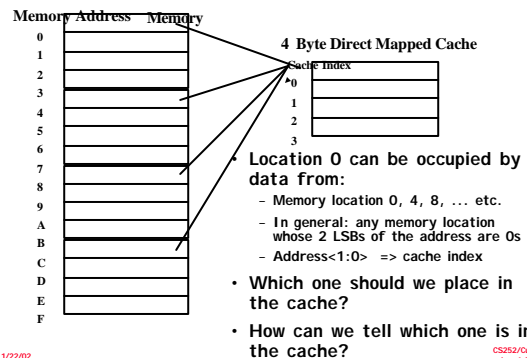 Memory Address Memory
0
1
2
3
4
5
6
7
8
9
A
B
C
D
E
F
4 Byte Direct Mapped Cache
Cache Index
0
1
2
3
• Location 0 can be occupied by
data from:
– Memory location 0, 4, 8, ... etc.
– In general: any memory location
whose 2 LSBs of the address are 0s
– Address<1:0> => cache index
• Which one should we place in
the cache?
• How can we tell which one is in
the cache?
1/22/02